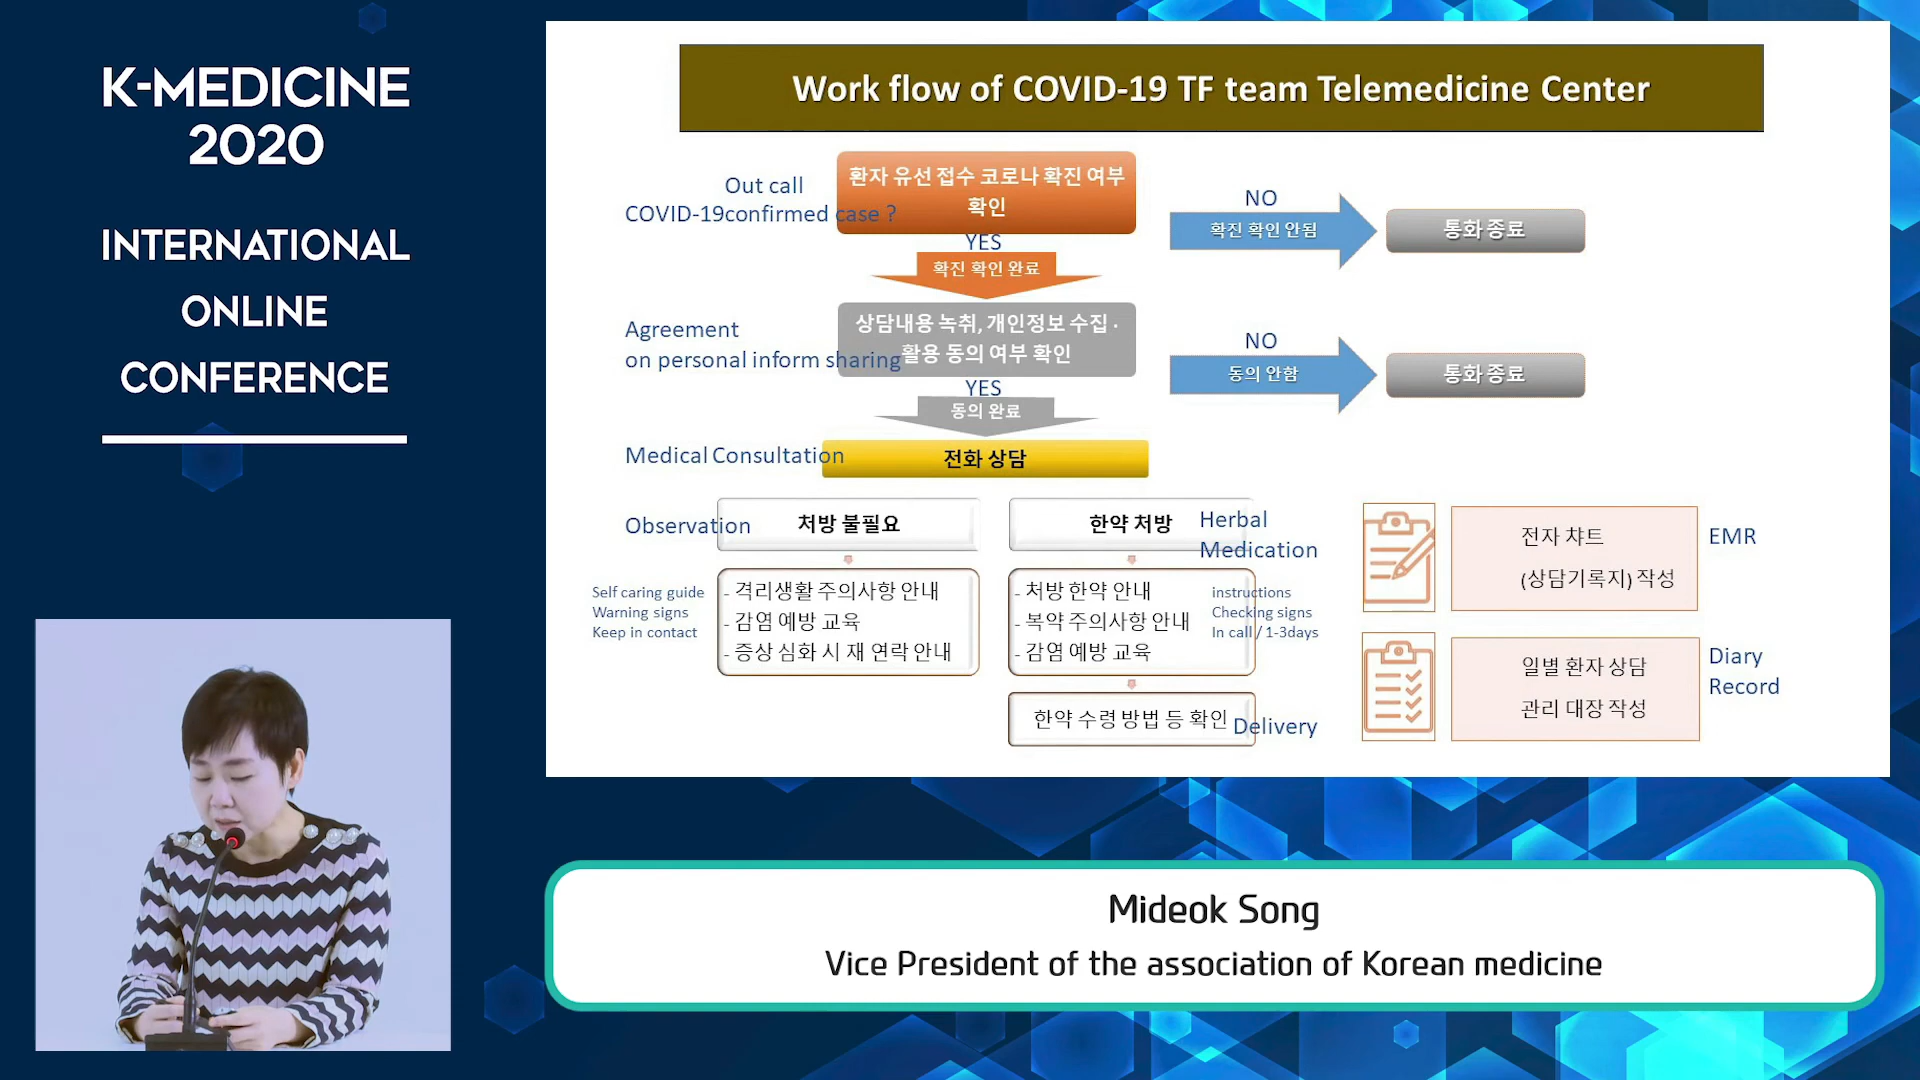 K-MEDICINE
2020
INTERNATIONAL
ONLINE
CONFERENCE
Work flow of COVID-19 TF team Telemedicine Center
Out call
COVID-19confirmed case ?
환자 유선 접수 코로나 확진 여부
확인
NO
확진 확인 안됨
통화 종료
YES
확진 확인 완료
Agreement
on personal inform sharing
상담내용 녹취, 개인정보 수집 ·
활용 동의 여부 확인
NO
동의 안함
통화 종료
YES
동의 완료
Medical Consultation
전화 상담
Observation
처방 불필요
한약 처방
Herbal
Medication
Self caring guide
Warning signs
Keep in contact
- 격리생활 주의사항 안내
- 감염 예방 교육
- 증상 심화 시 재 연락 안내
- 처방 한약 안내
- 복약 주의사항 안내
- 감염 예방 교육
instructions
Checking signs
In call / 1-3days
한약 수령 방법 등 확인
Delivery
전자 챠트
(상담기록지) 작성
EMR
일별 환자 상담
관리 대장 작성
Diary
Record
Mideok Song
Vice President of the association of Korean medicine